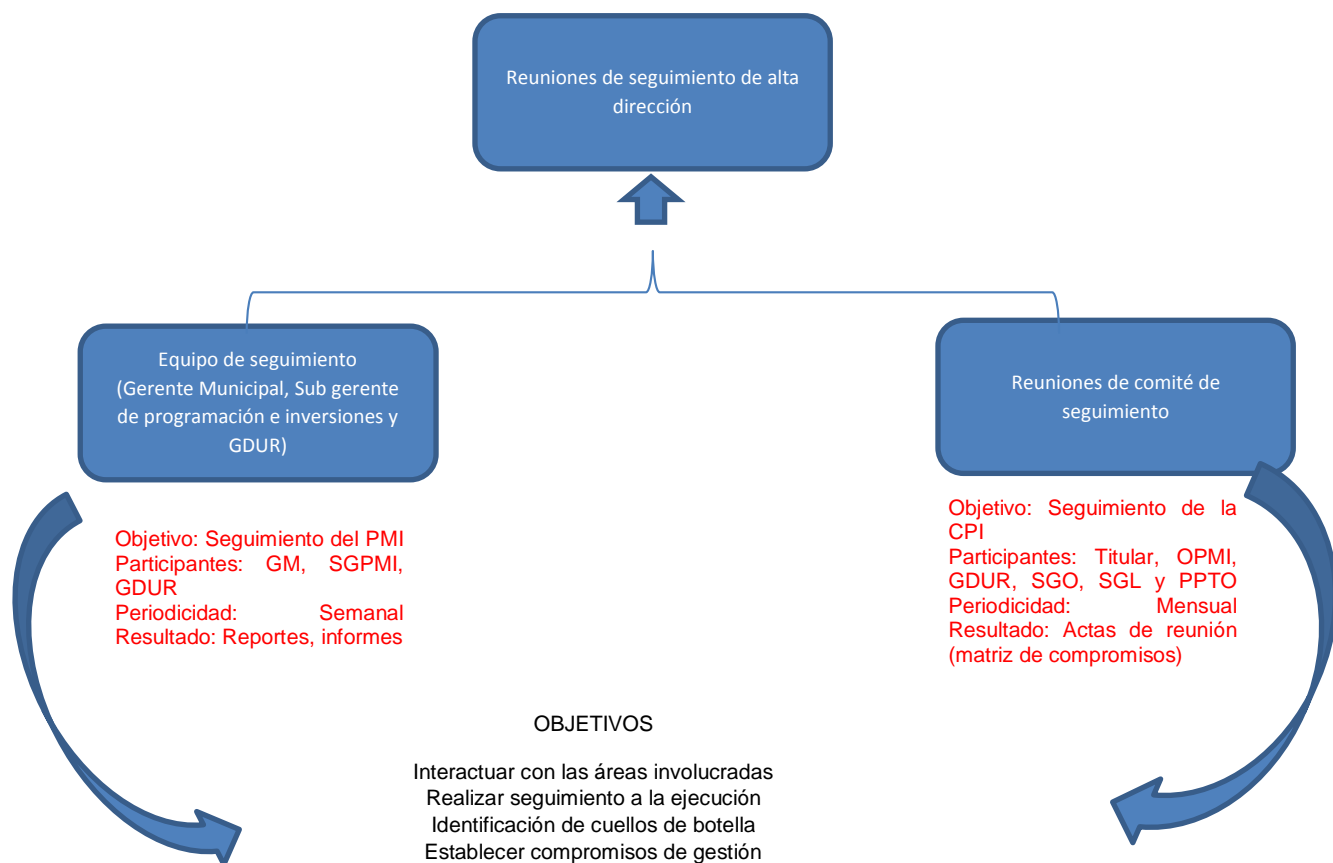 Reuniones de seguimiento de alta
dirección
Equipo de seguimiento
(Gerente Municipal, Sub gerente
de programación e inversiones y
GDUR)
Reuniones de comité de
seguimiento
Objetivo: Seguimiento del PMI
Participantes: GM, SGPMI,
GDUR
Periodicidad: Semanal
Resultado: Reportes, informes
Objetivo: Seguimiento de la
CPI
Participantes: Titular, OPMI,
GDUR, SGO, SGL y PPTO
Periodicidad: Mensual
Resultado: Actas de reunión
(matriz de compromisos)
OBJETIVOS
Interactuar con las áreas involucradas
Realizar seguimiento a la ejecución
Identificación de cuellos de botella
Establecer compromisos de gestión